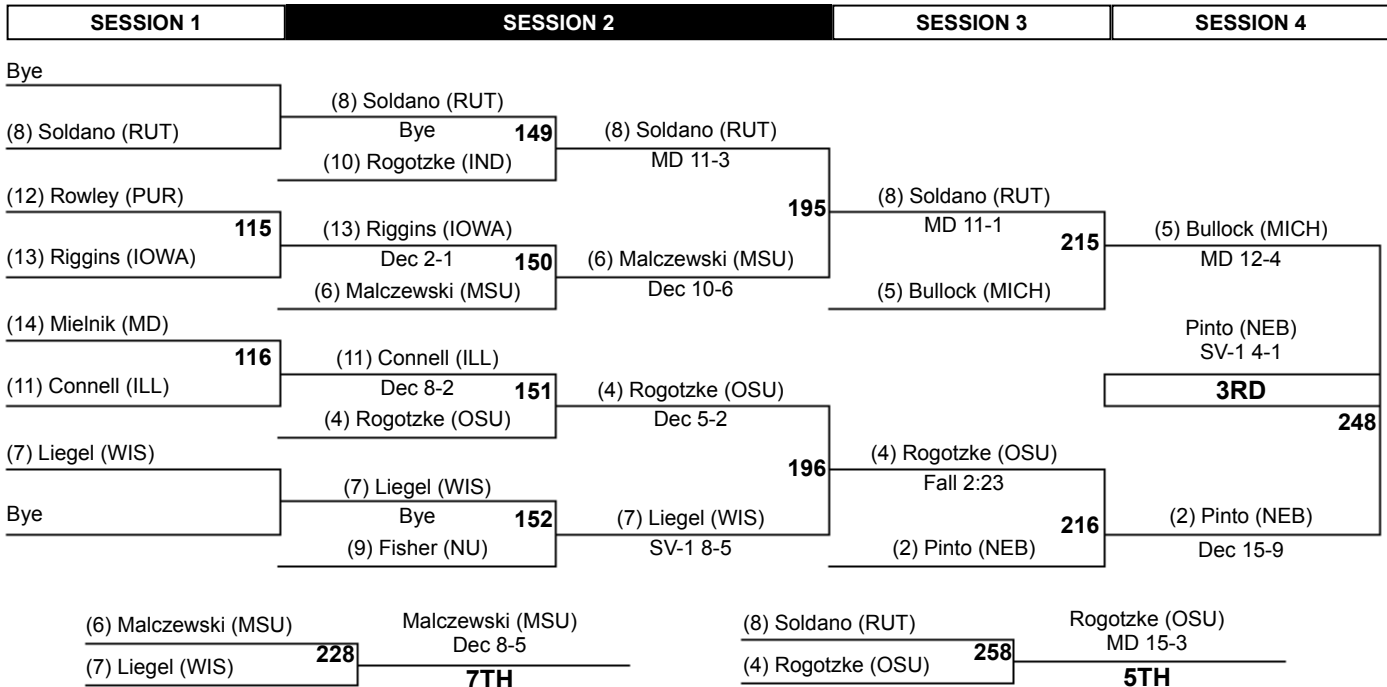 SESSION 1
SESSION 2
SESSION 3
SESSION 4
Bye
(8) Soldano (RUT)
(12) Rowley (PUR)
115
(13) Riggins (IOWA)
(14) Mielnik (MD)
116
(11) Connell (ILL)
(7) Liegel (WIS)
Bye
(8) Soldano (RUT)
Bye
149
(10) Rogotzke (IND)
(13) Riggins (IOWA)
Dec 2-1
150
(6) Malczewski (MSU)
(11) Connell (ILL)
Dec 8-2
151
(4) Rogotzke (OSU)
(7) Liegel (WIS)
Bye
152
(9) Fisher (NU)
(8) Soldano (RUT)
MD 11-3
195
(6) Malczewski (MSU)
Dec 10-6
(4) Rogotzke (OSU)
Dec 5-2
196
(7) Liegel (WIS)
SV-1 8-5
(8) Soldano (RUT)
MD 11-1
215
(5) Bullock (MICH)
(4) Rogotzke (OSU)
Fall 2:23
216
(2) Pinto (NEB)
(5) Bullock (MICH)
MD 12-4
Pinto (NEB)
SV-1 4-1
3RD
248
(2) Pinto (NEB)
Dec 15-9
(6) Malczewski (MSU)
228
(7) Liegel (WIS)
Malczewski (MSU)
Dec 8-5
7TH
(8) Soldano (RUT)
258
(4) Rogotzke (OSU)
Rogotzke (OSU)
MD 15-3
5TH